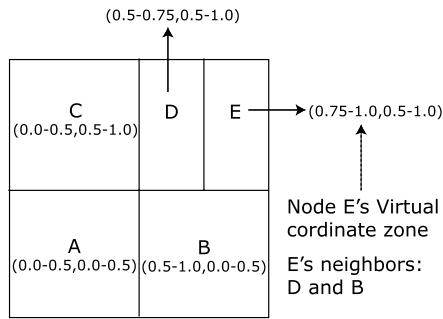 (0.5-0.75,0.5-1.0)
C
(0.0-0.5,0.5-1.0)
D
E
(0.75-1.0,0.5-1.0)
A
(0.0-0.5,0.0-0.5)
B
(0.5-1.0,0.0-0.5)
Node E's Virtual
cordinate zone
E's neighbors:
D and B